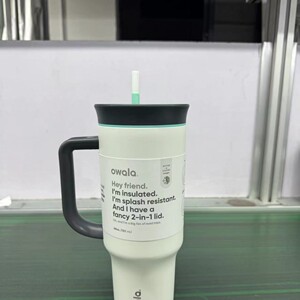 owala
Hey friend.
I'm insulated.
I'm splash resistant.
And I have a
fancy 2-in-1 lid.